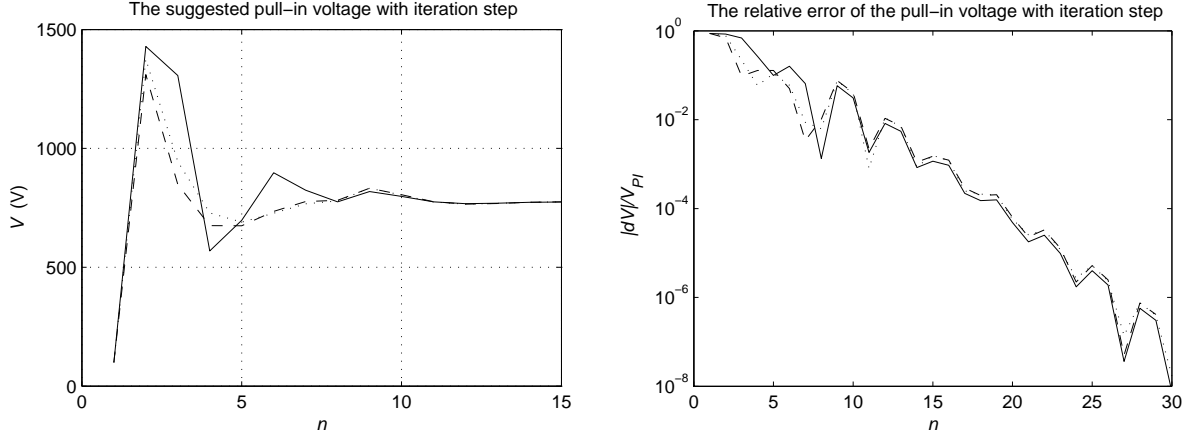 The suggested pull−in voltage with iteration step
1500
1000
500
0
V (V)
0 5 10 15
n
The relative error of the pull−in voltage with iteration step
10^0
10^−2
10^−4
10^−6
10^−8
|dV|/V_PI
0 5 10 15 20 25 30
n